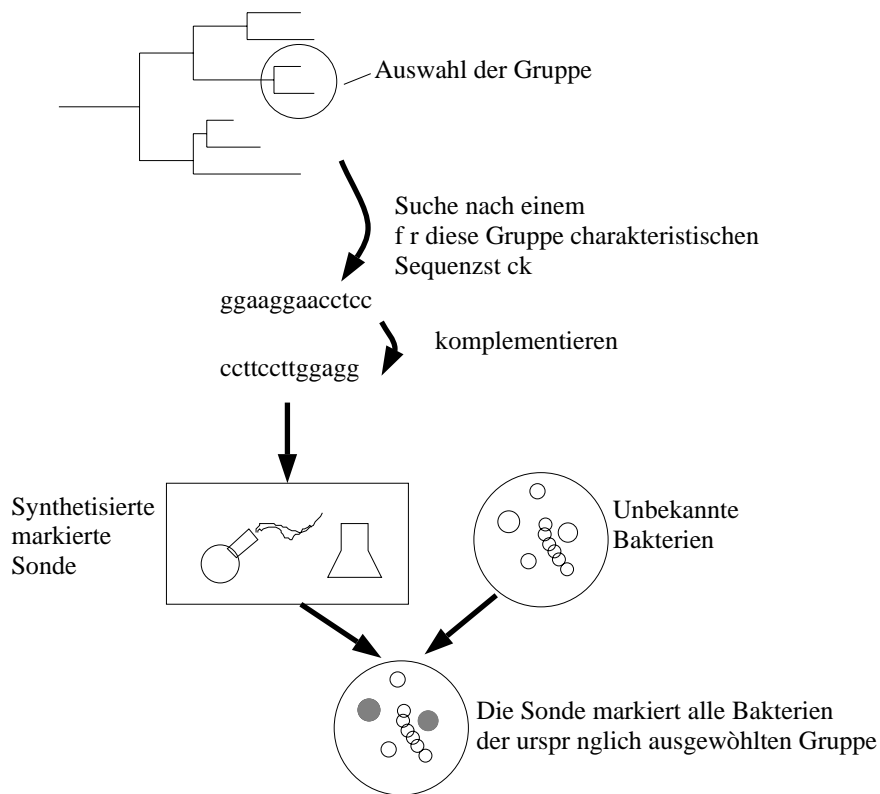 Auswahl der Gruppe
Suche nach einem
f r diese Gruppe charakteristischen
Sequenzst ck
ggaaggaacctcc
komplementieren
ccttccttggagg
Synthetisierte
markierte
Sonde
Unbekannte
Bakterien
Die Sonde markiert alle Bakterien
der urspr nglich ausgewòhlten Gruppe